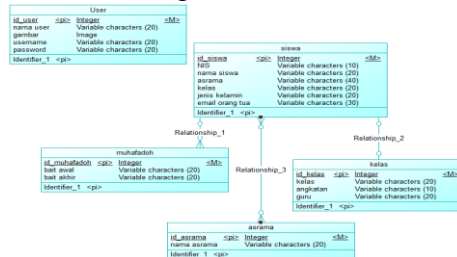 User
id_user <pi> Integer <M>
nama user Variable characters (20)
gambar Image
username Variable characters (20)
password Variable characters (20)
Identifier_1 <pi>
siswa
id_siswa <pi> Integer <M>
NIS Variable characters (10)
nama siswa Variable characters (20)
asrama Variable characters (40)
kelas Variable characters (20)
jenis kelamin Variable characters (20)
email orang tua Variable characters (30)
Identifier_1 <pi>
Relationship_1
Relationship_2
muhafadoh
id_muhafadoh <pi> Integer <M>
bait awal Variable characters (20)
bait akhir Variable characters (20)
Identifier_1 <pi>
Relationship_3
kelas
id_kelas <pi> Integer <M>
kelas Variable characters (20)
angkatan Variable characters (10)
guru Variable characters (20)
Identifier_1 <pi>
asrama
id_asrama <pi> Integer <M>
nama asrama Variable characters (20)
Identifier_1 <pi>